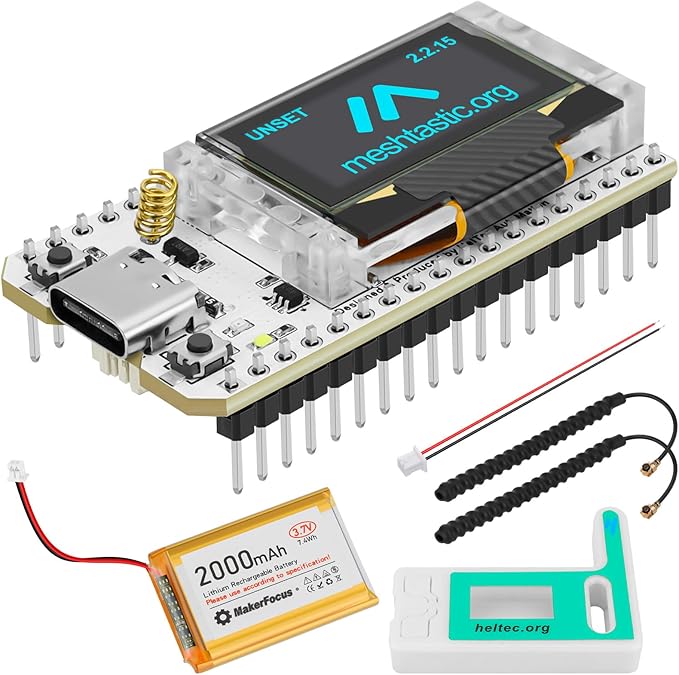 2.2.15
UNSET
meshtastic.org
3.7V
7.4Wh
2000mAh
Lithium Rechargeable Battery
Please use according to specification!
MakerFocus
heltec.org